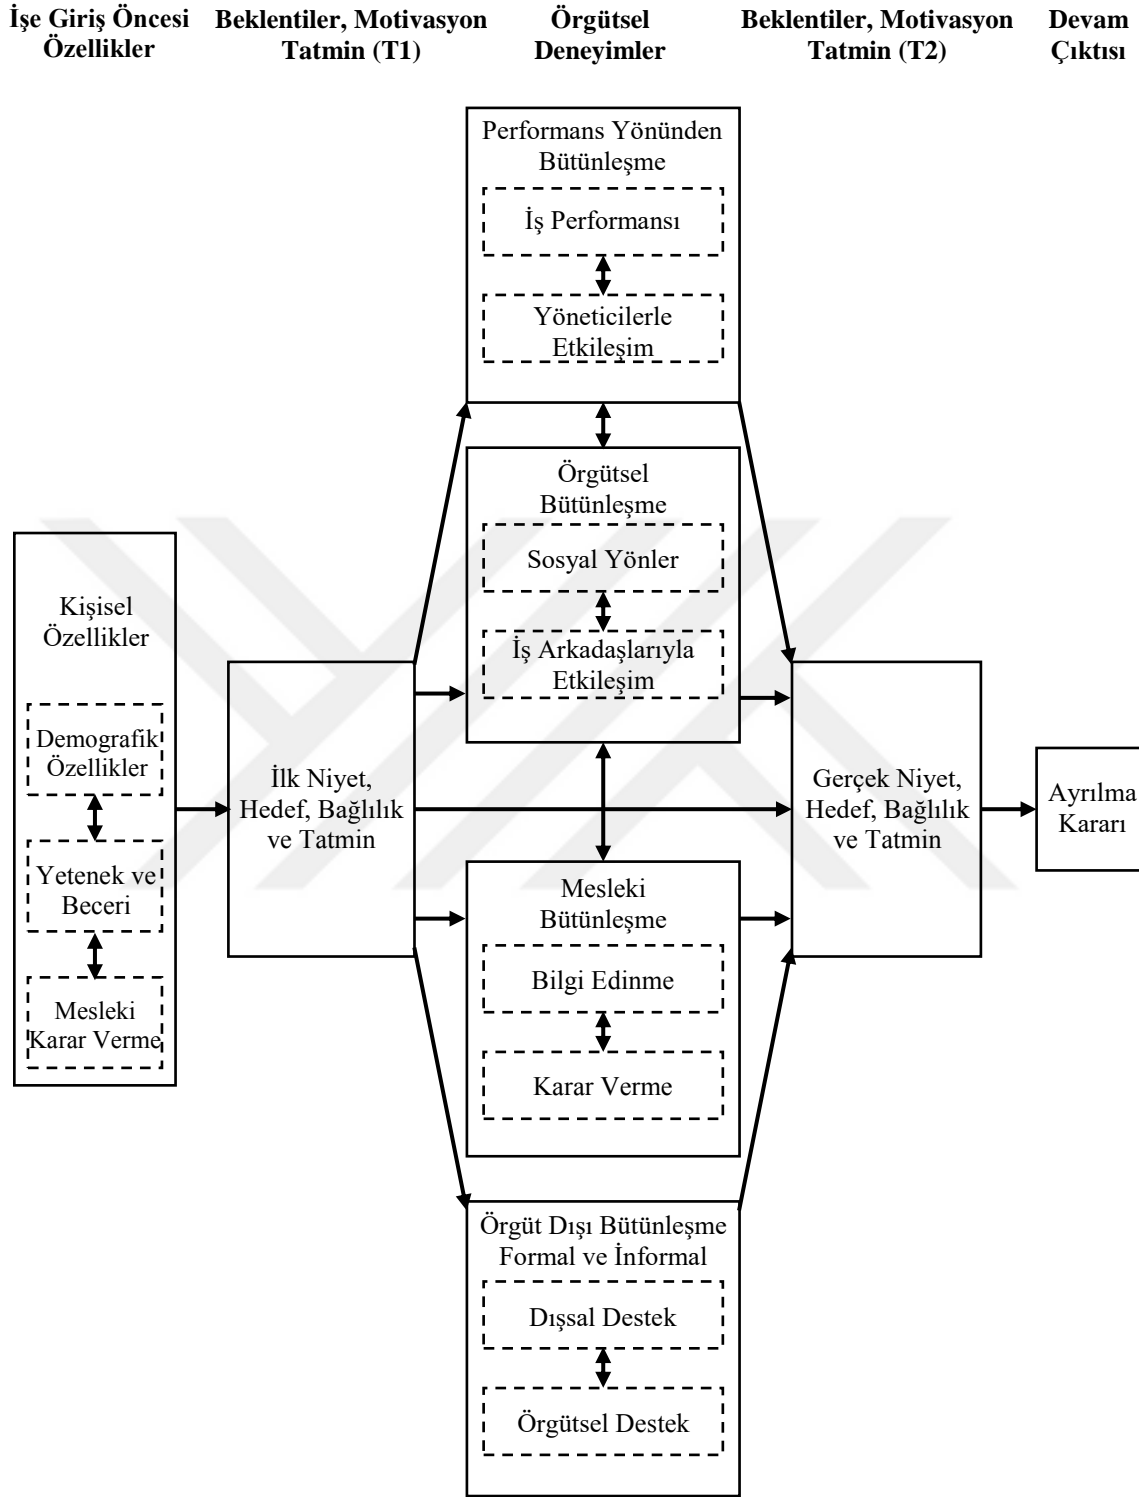 İşe Giriş Öncesi
Özellikler
Beklentiler, Motivasyon
Tatmin (T1)
Örgütsel
Deneyimler
Beklentiler, Motivasyon
Tatmin (T2)
Devam
Çıktısı
Kişisel
Özellikler
Demografik
Özellikler
Yetenek ve
Beceri
Mesleki
Karar Verme
İlk Niyet,
Hedef, Bağlılık
ve Tatmin
Performans Yönünden
Bütünleşme
İş Performansı
Yöneticilerle
Etkileşim
Örgütsel
Bütünleşme
Sosyal Yönler
İş Arkadaşlarıyla
Etkileşim
Mesleki
Bütünleşme
Bilgi Edinme
Karar Verme
Örgüt Dışı Bütünleşme
Formal ve İnformal
Dışsal Destek
Örgütsel Destek
Gerçek Niyet,
Hedef, Bağlılık
ve Tatmin
Ayrılma
Kararı